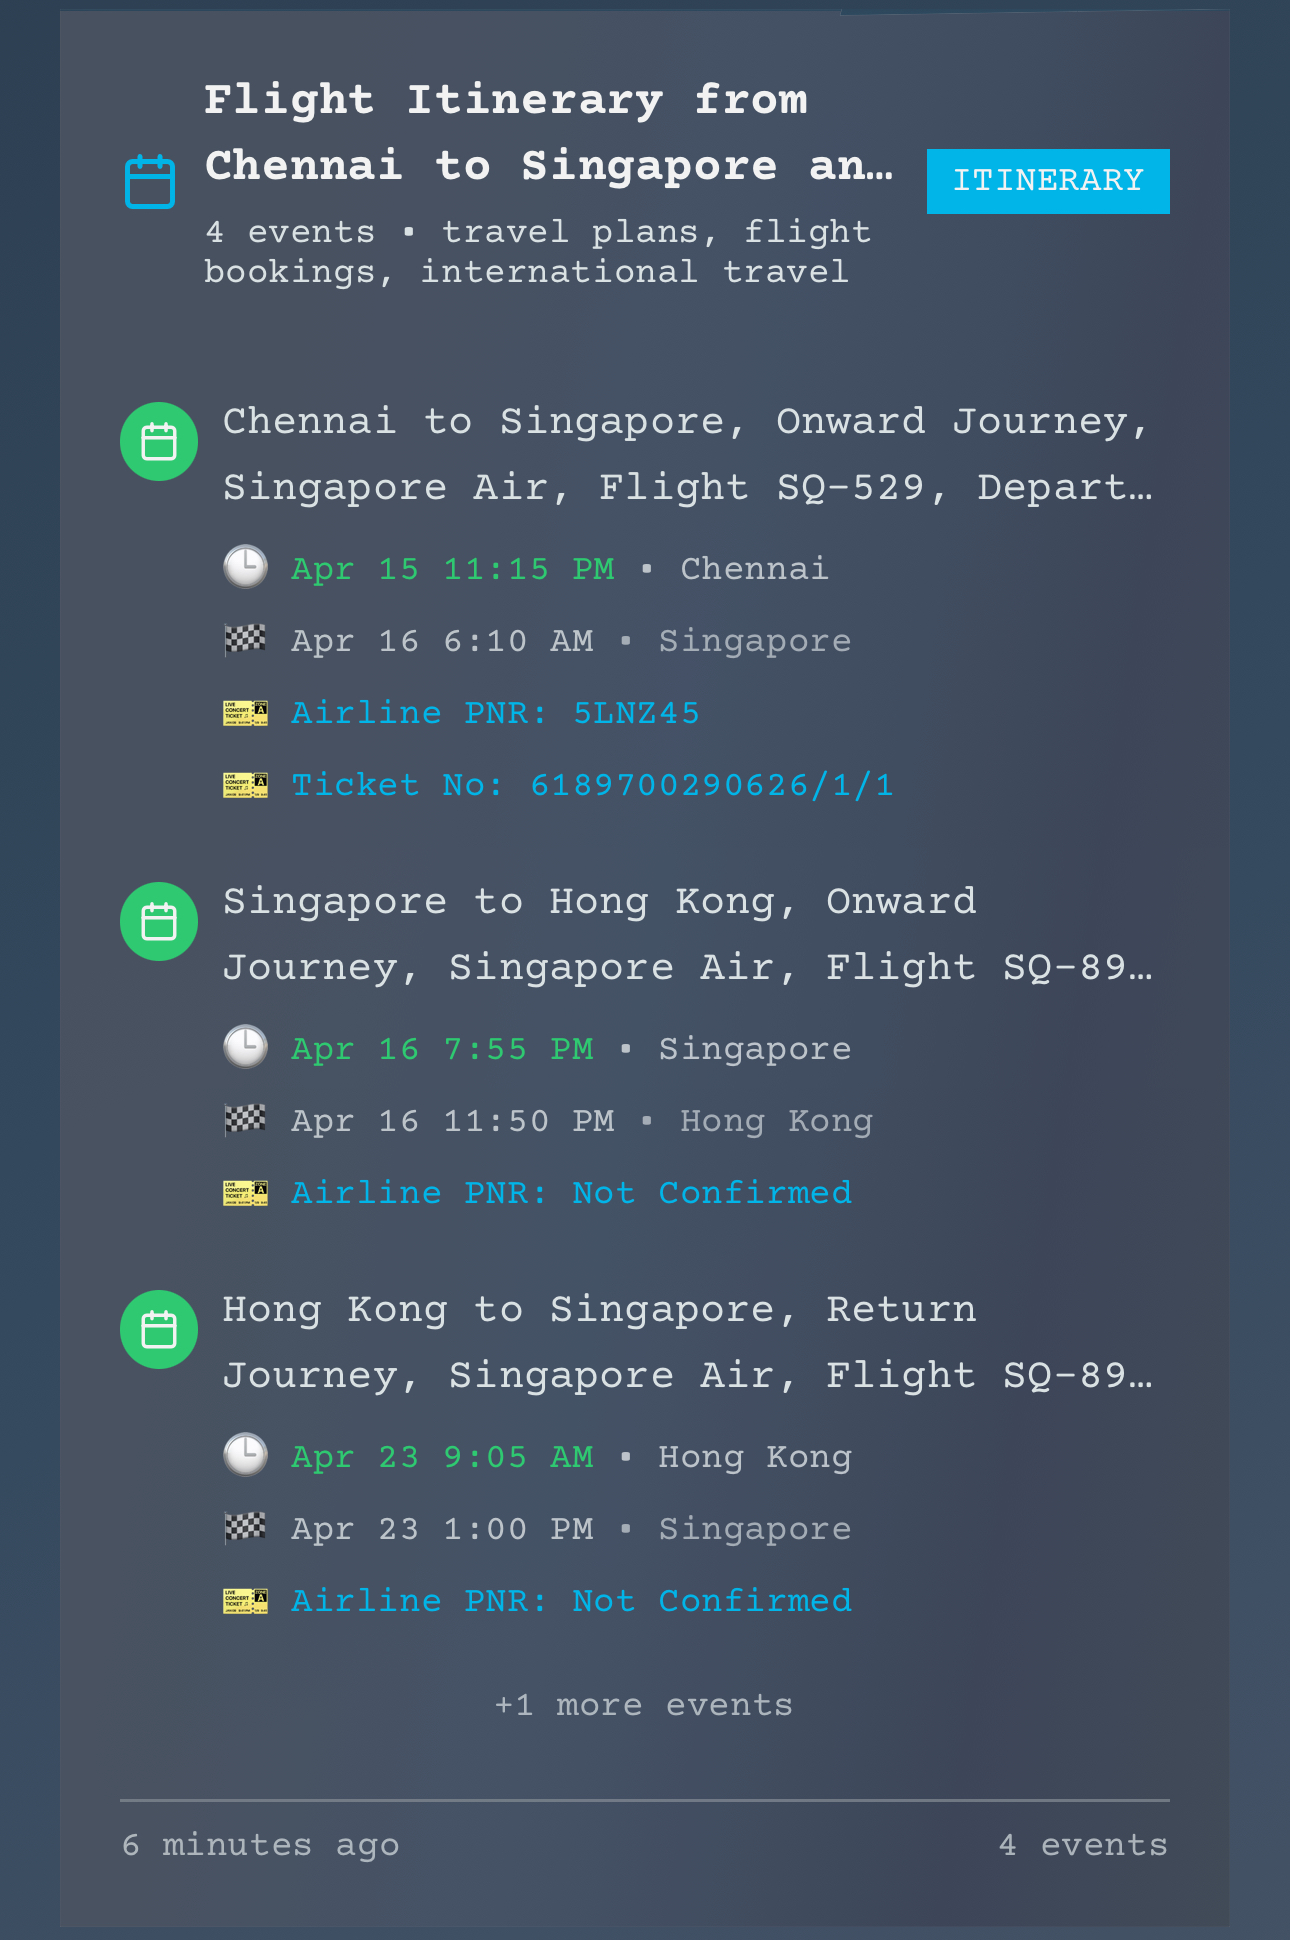 Flight Itinerary from
Chennai to Singapore an…
ITINERARY
4 events • travel plans, flight
bookings, international travel
Chennai to Singapore, Onward Journey,
Singapore Air, Flight SQ-529, Depart…
Apr 15 11:15 PM • Chennai
Apr 16 6:10 AM • Singapore
Airline PNR: 5LNZ45
Ticket No: 6189700290626/1/1
Singapore to Hong Kong, Onward
Journey, Singapore Air, Flight SQ-89…
Apr 16 7:55 PM • Singapore
Apr 16 11:50 PM • Hong Kong
Airline PNR: Not Confirmed
Hong Kong to Singapore, Return
Journey, Singapore Air, Flight SQ-89…
Apr 23 9:05 AM • Hong Kong
Apr 23 1:00 PM • Singapore
Airline PNR: Not Confirmed
+1 more events
6 minutes ago
4 events